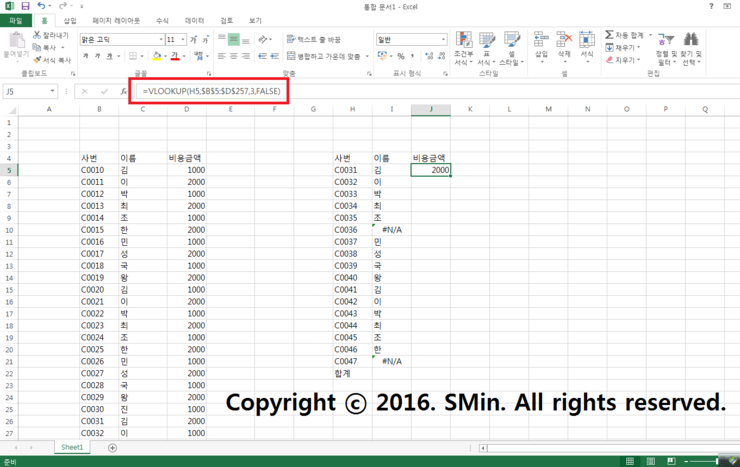 통합 문서1 - Excel
파일 홈 삽입 페이지 레이아웃 수식 데이터 검토 보기
붙여넣기 잘라내기 복사 서식 복사 클립보드
맑은 고딕 11 가 가 가 글꼴
텍스트 줄 바꿈 병합하고 가운데 맞춤 맞춤
일반 표시 형식
조건부 서식 표 서식 셀 스타일 스타일
삽입 삭제 서식 셀
자동 합계 채우기 지우기 정렬 및 필터 찾기 및 선택 편집
J5 fx =VLOOKUP(H5,$B$5:$D$257,3,FALSE)
A B C D E F G H I J K L M N O P Q
1
2
3
4 사번 이름 비용금액 사번 이름 비용금액
5 C0010 김 1000 C0031 김 2000
6 C0011 이 2000 C0032 이
7 C0012 박 1000 C0033 박
8 C0013 최 2000 C0034 최
9 C0014 조 1000 C0035 조
10 C0015 한 2000 C0036 #N/A
11 C0016 민 1000 C0037 민
12 C0017 성 2000 C0038 성
13 C0018 국 1000 C0039 국
14 C0019 왕 2000 C0040 왕
15 C0020 김 1000 C0041 김
16 C0021 이 2000 C0042 이
17 C0022 박 1000 C0043 박
18 C0023 최 2000 C0044 최
19 C0024 조 1000 C0045 조
20 C0025 한 2000 C0046 한
21 C0026 민 1000 C0047 #N/A
22 C0027 성 2000 합계
23 C0028 국 1000
24 C0029 왕 2000
25 C0030 진 1000
26 C0031 김 2000
27 C0032 이 1000
Copyright ⓒ 2016. SMin. All rights reserved.
Sheet1
준비